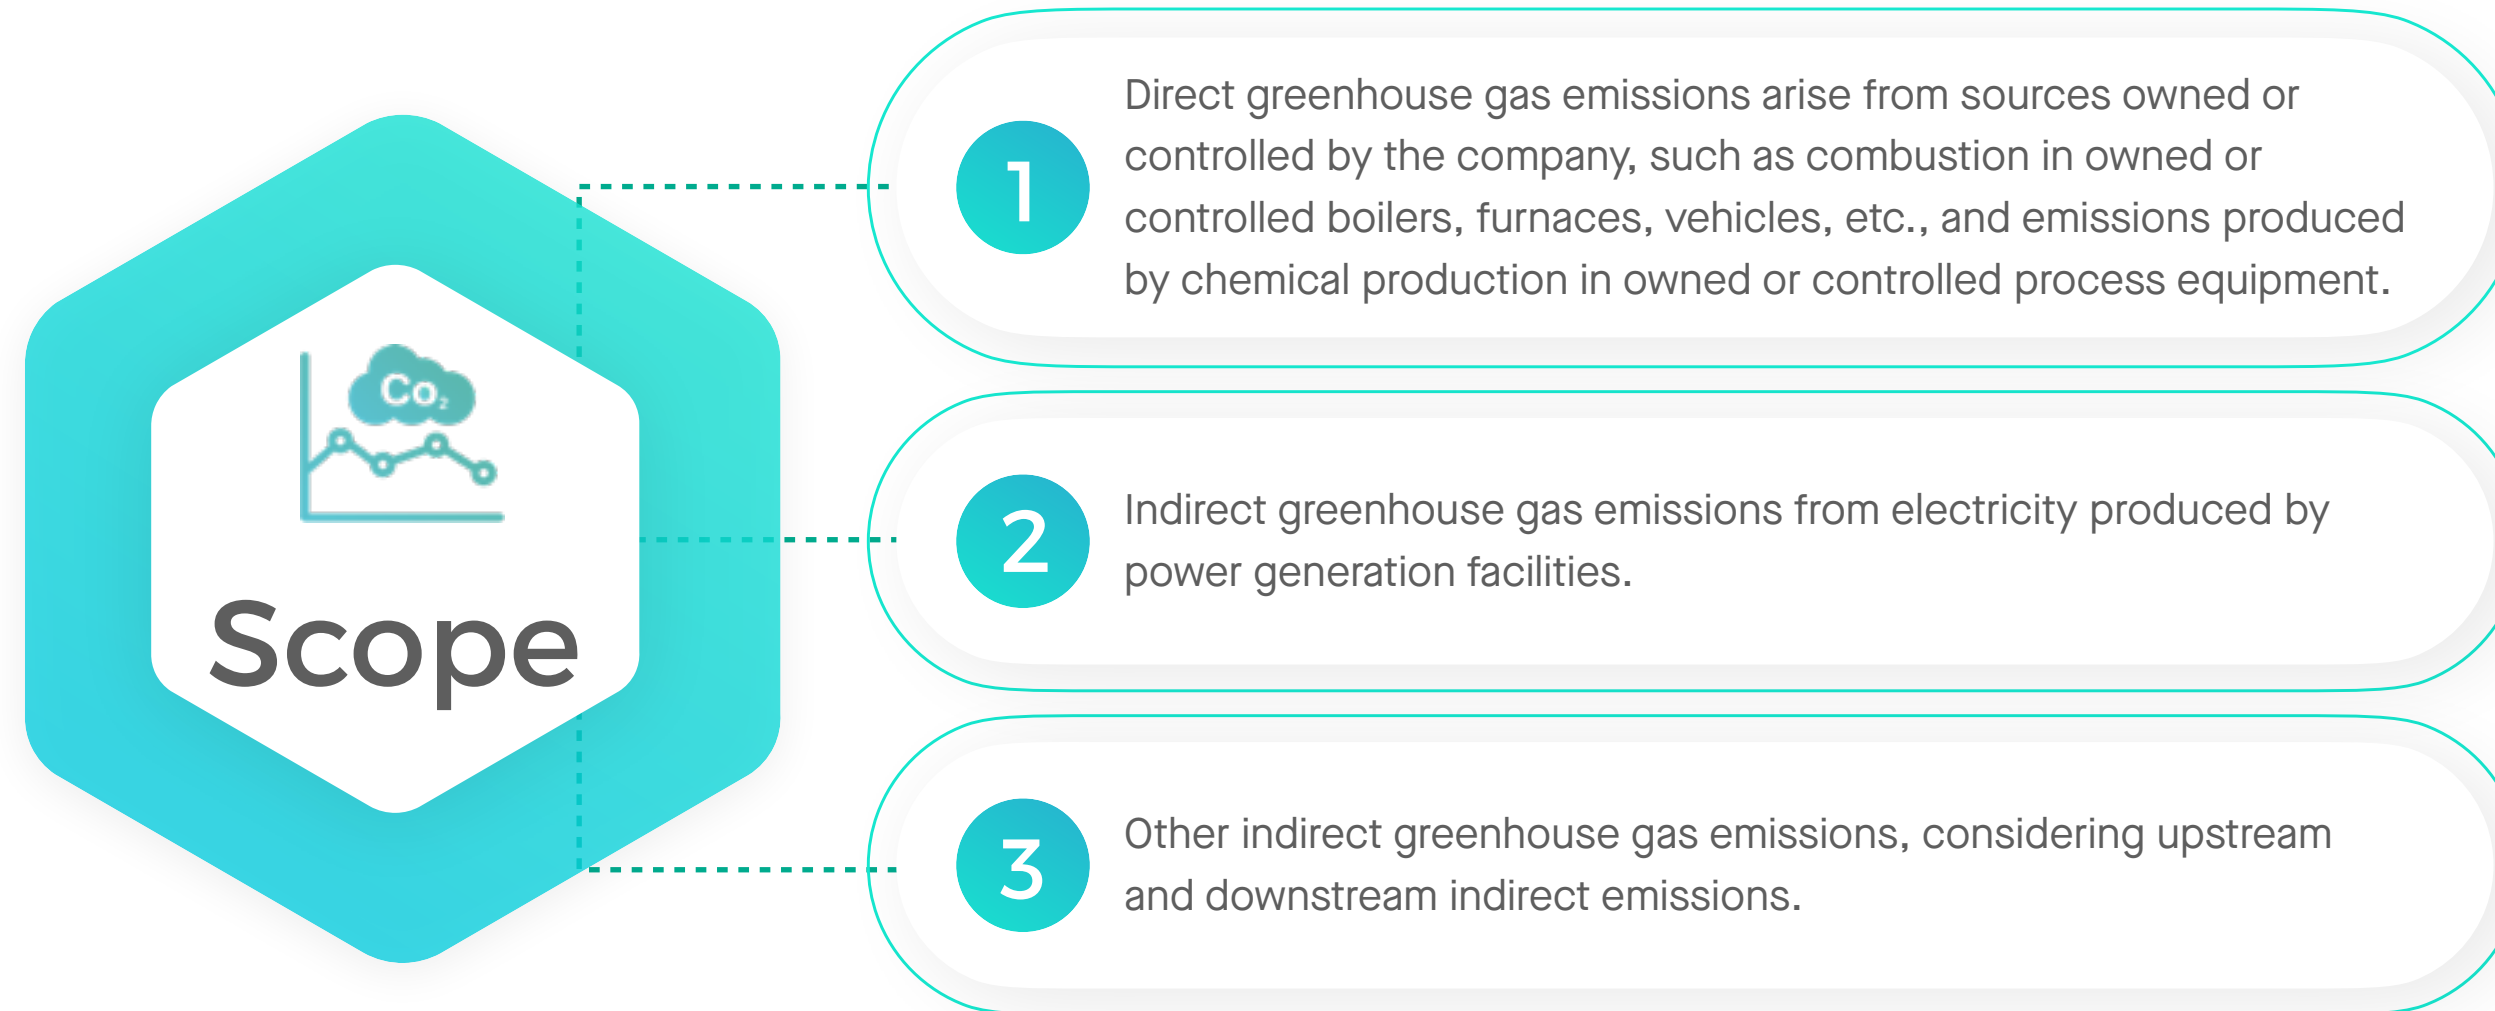 Co₂
Scope
1
Direct greenhouse gas emissions arise from sources owned or
controlled by the company, such as combustion in owned or
controlled boilers, furnaces, vehicles, etc., and emissions produced
by chemical production in owned or controlled process equipment.
2
Indirect greenhouse gas emissions from electricity produced by
power generation facilities.
3
Other indirect greenhouse gas emissions, considering upstream
and downstream indirect emissions.